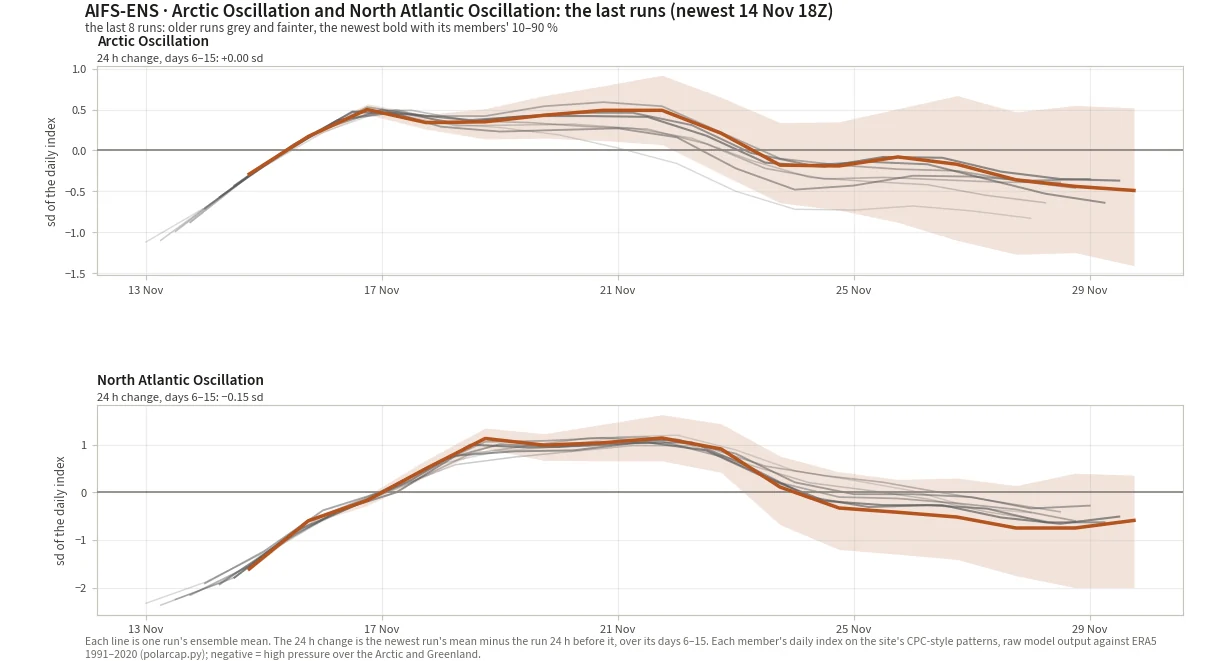 AIFS-ENS · Arctic Oscillation and North Atlantic Oscillation: the last runs (newest 14 Nov 18Z)
the last 8 runs: older runs grey and fainter, the newest bold with its members' 10–90 %
Arctic Oscillation
24 h change, days 6–15: +0.00 sd
sd of the daily index
1.0
0.5
0.0
−0.5
−1.0
−1.5
13 Nov 17 Nov 21 Nov 25 Nov 29 Nov
North Atlantic Oscillation
24 h change, days 6–15: −0.15 sd
sd of the daily index
1
0
−1
−2
13 Nov 17 Nov 21 Nov 25 Nov 29 Nov
Each line is one run's ensemble mean. The 24 h change is the newest run's mean minus the run 24 h before it, over its days 6–15. Each member's daily index on the site's CPC-style patterns, raw model output against ERA5
1991–2020 (polarcap.py); negative = high pressure over the Arctic and Greenland.